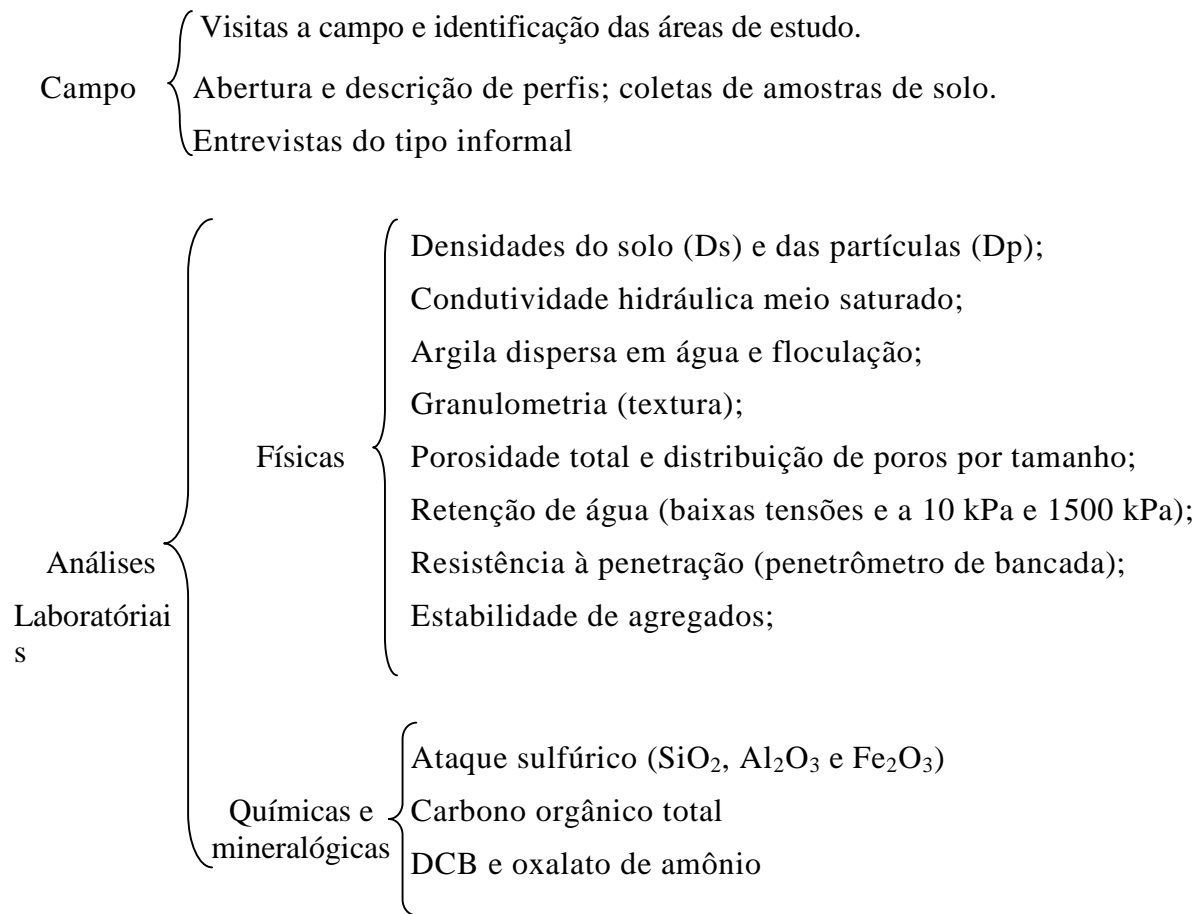 Visitas a campo e identificação das áreas de estudo.
Campo
Abertura e descrição de perfis; coletas de amostras de solo.
Entrevistas do tipo informal
Análises
Laboratóriai
s
Físicas
Densidades do solo (Ds) e das partículas (Dp);
Condutividade hidráulica meio saturado;
Argila dispersa em água e floculação;
Granulometria (textura);
Porosidade total e distribuição de poros por tamanho;
Retenção de água (baixas tensões e a 10 kPa e 1500 kPa);
Resistência à penetração (penetrômetro de bancada);
Estabilidade de agregados;
Químicas e
mineralógicas
Ataque sulfúrico (SiO₂, Al₂O₃ e Fe₂O₃)
Carbono orgânico total
DCB e oxalato de amônio